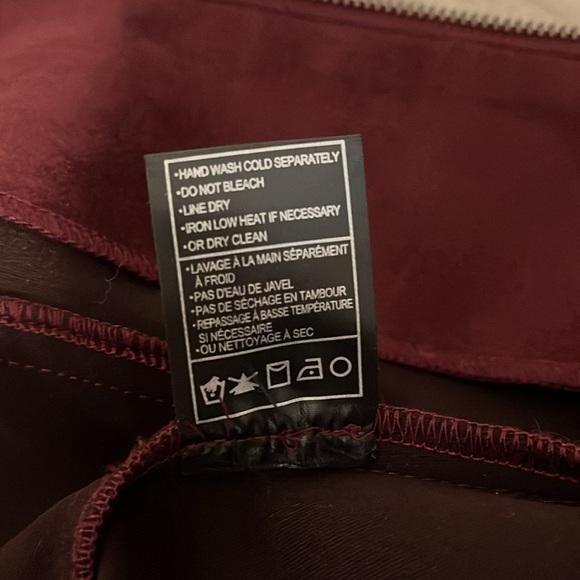 •HAND WASH COLD SEPARATELY
•DO NOT BLEACH
•LINE DRY
•IRON LOW HEAT IF NECESSARY
•OR DRY CLEAN
•LAVAGE À LA MAIN SÉPARÉMENT
À FROID
•PAS D'EAU DE JAVEL
•PAS DE SÉCHAGE EN TAMBOUR
•REPASSAGE À BASSE TEMPÉRATURE
SI NÉCESSAIRE
•OU NETTOYAGE À SEC